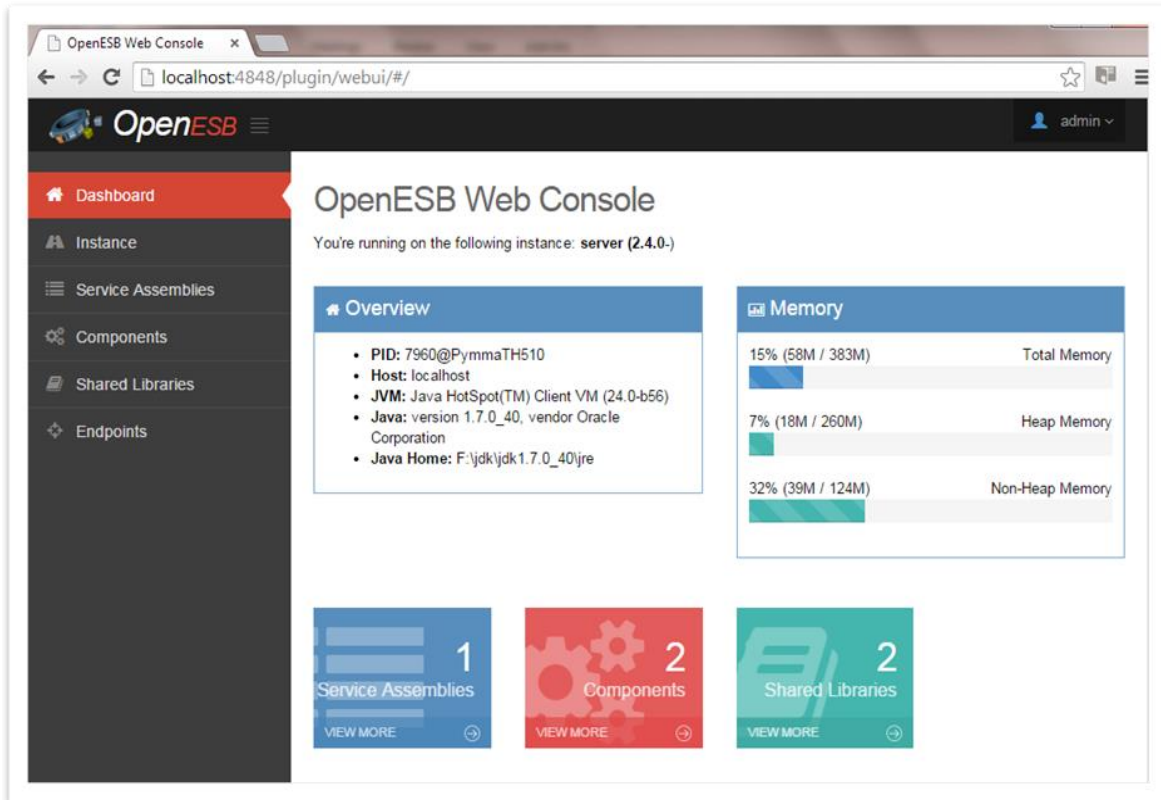 OpenESB Web Console
localhost:4848/plugin/webui/#/
OpenESB
admin
Dashboard
Instance
Service Assemblies
Components
Shared Libraries
Endpoints
OpenESB Web Console
You're running on the following instance: server (2.4.0-)
Overview
• PID: 7960@PymmaTH510
• Host: localhost
• JVM: Java HotSpot(TM) Client VM (24.0-b56)
• Java: version 1.7.0_40, vendor Oracle
Corporation
• Java Home: F:\jdk\jdk1.7.0_40\jre
Memory
15% (58M / 383M) Total Memory
7% (18M / 260M) Heap Memory
32% (39M / 124M) Non-Heap Memory
1
Service Assemblies
VIEW MORE
2
Components
VIEW MORE
2
Shared Libraries
VIEW MORE